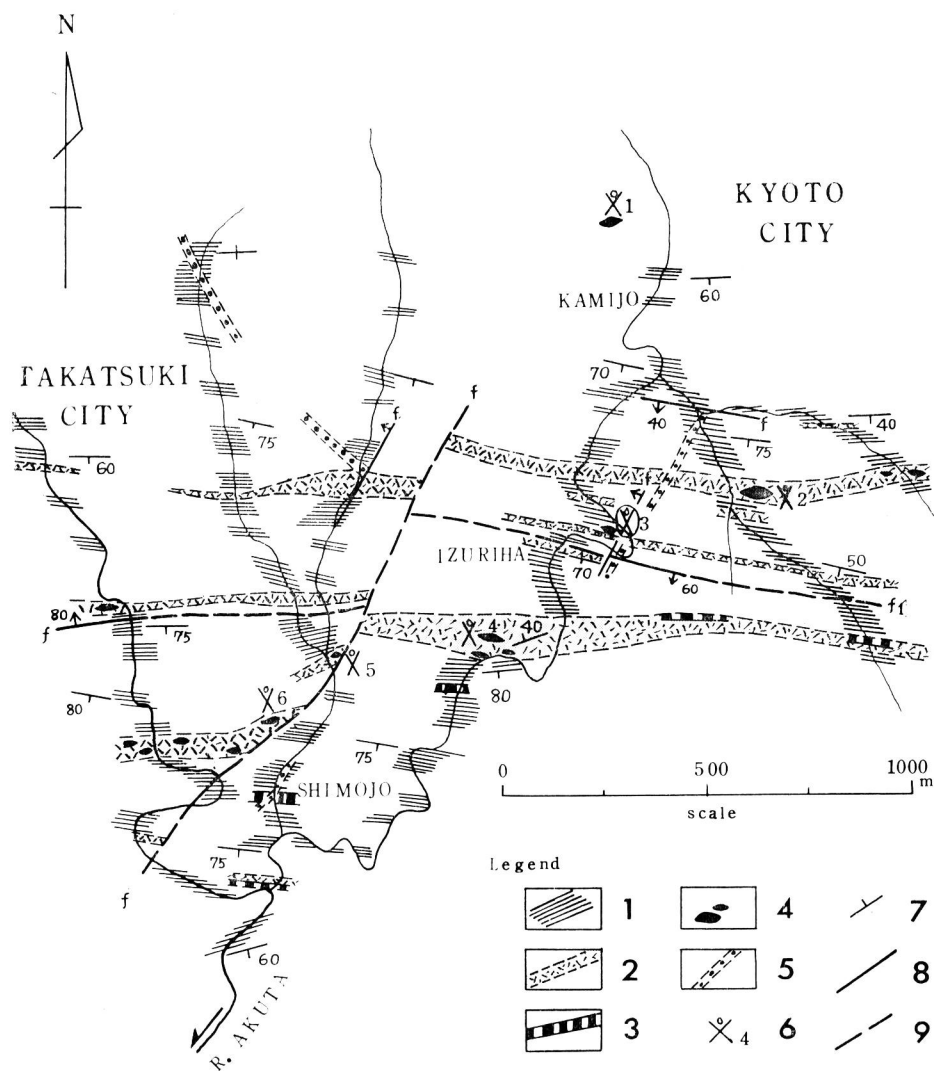 N
KYOTO
CITY
1
KAMIJO
60
TAKATSUKI
CITY
70
f
40
f
40
f
75
75
60
2
f
3
IZURIHA
70
50
60
f f
80
f
75
4
40
5
80
6
80
75
SHIMOJO
75
f
60
R. AKUTA
0 500 1000 m
scale
Legend
1 4 7
2 5 8
3 4 6 9